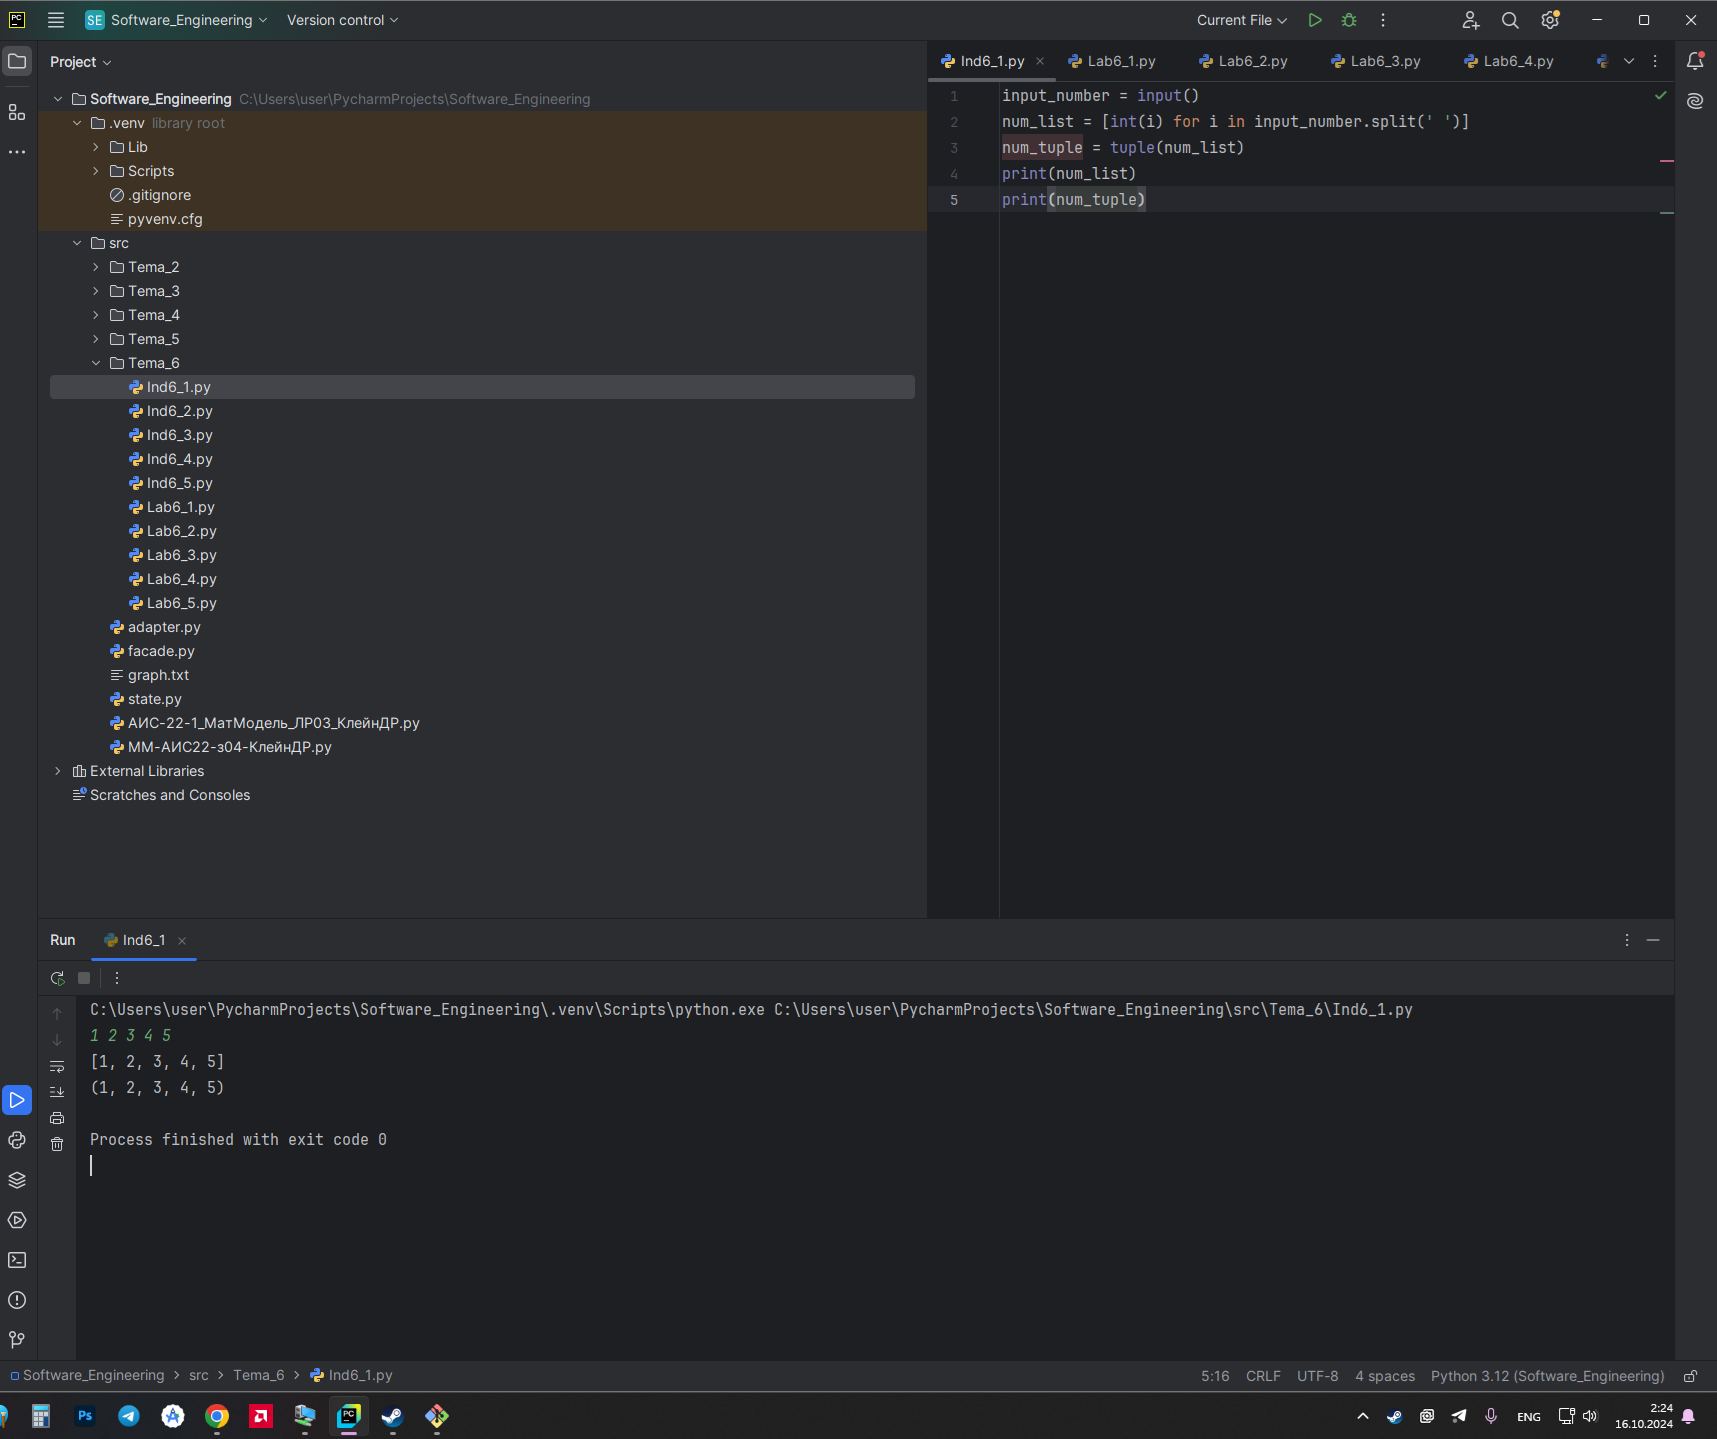 PC
SE Software_Engineering
Version control
Current File
Project
Software_Engineering C:\Users\user\PycharmProjects\Software_Engineering
.venv library root
Lib
Scripts
.gitignore
pyvenv.cfg
src
Tema_2
Tema_3
Tema_4
Tema_5
Tema_6
Ind6_1.py
Ind6_2.py
Ind6_3.py
Ind6_4.py
Ind6_5.py
Lab6_1.py
Lab6_2.py
Lab6_3.py
Lab6_4.py
Lab6_5.py
adapter.py
facade.py
graph.txt
state.py
АИС-22-1_МатМодель_ЛР03_КлейнДР.py
ММ-АИС22-з04-КлейнДР.py
External Libraries
Scratches and Consoles
Ind6_1.py Lab6_1.py Lab6_2.py Lab6_3.py Lab6_4.py
1 input_number = input()
2 num_list = [int(i) for i in input_number.split(' ')]
3 num_tuple = tuple(num_list)
4 print(num_list)
5 print(num_tuple)
Run Ind6_1
C:\Users\user\PycharmProjects\Software_Engineering\.venv\Scripts\python.exe C:\Users\user\PycharmProjects\Software_Engineering\src\Tema_6\Ind6_1.py
1 2 3 4 5
[1, 2, 3, 4, 5]
(1, 2, 3, 4, 5)
Process finished with exit code 0
Software_Engineering > src > Tema_6 > Ind6_1.py
5:16 CRLF UTF-8 4 spaces Python 3.12 (Software_Engineering)
Ps
PC
ENG
2:24
16.10.2024